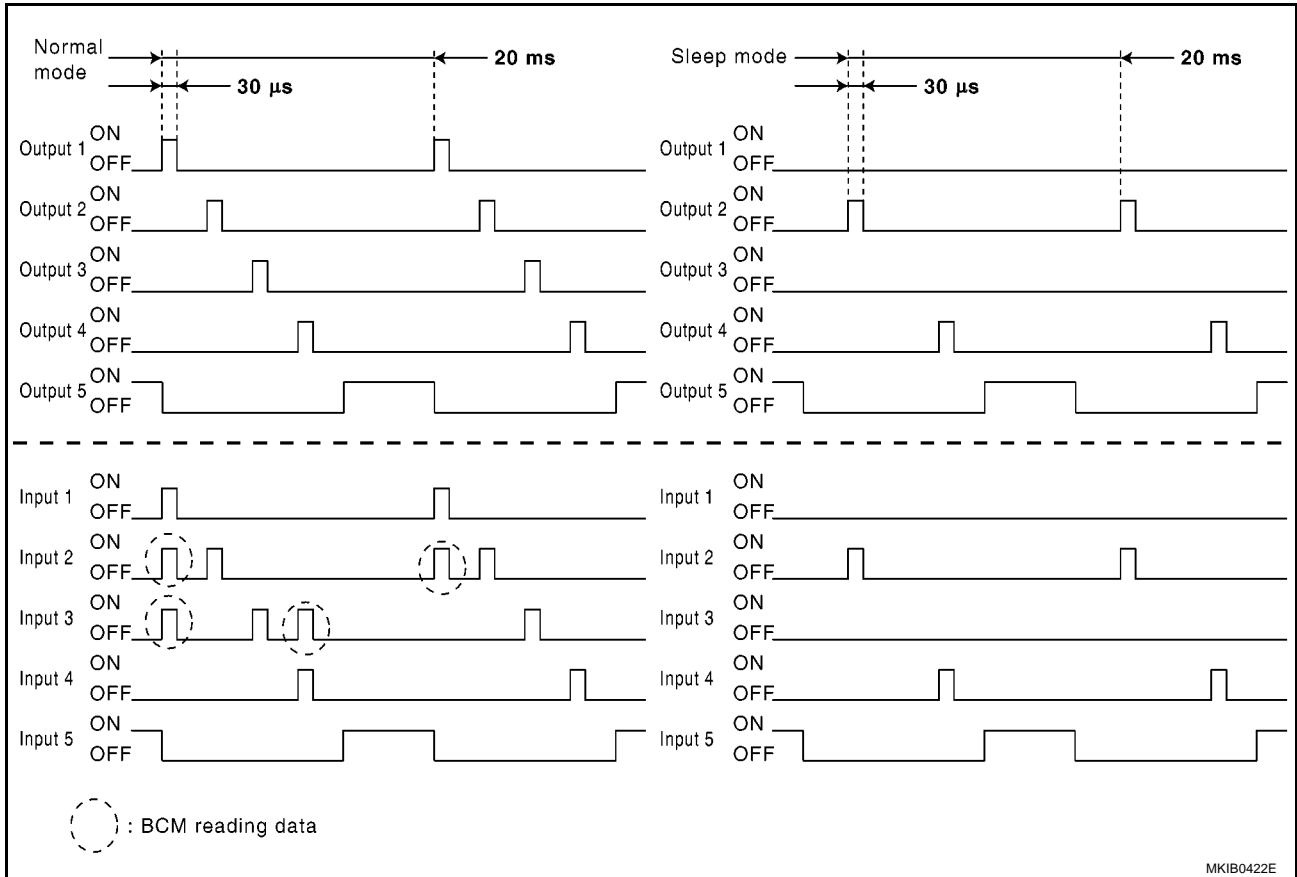 Normal mode
20 ms
30 μs
Output 1 ON OFF
Output 2 ON OFF
Output 3 ON OFF
Output 4 ON OFF
Output 5 ON OFF
Input 1 ON OFF
Input 2 ON OFF
Input 3 ON OFF
Input 4 ON OFF
Input 5 ON OFF
Sleep mode
20 ms
30 μs
Output 1 ON OFF
Output 2 ON OFF
Output 3 ON OFF
Output 4 ON OFF
Output 5 ON OFF
Input 1 ON OFF
Input 2 ON OFF
Input 3 ON OFF
Input 4 ON OFF
Input 5 ON OFF
: BCM reading data
MKIB0422E